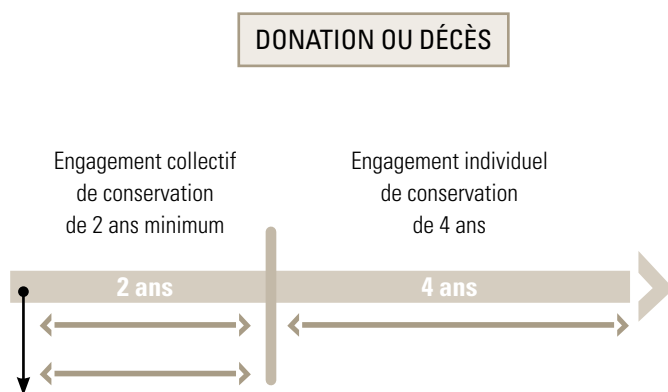 DONATION OU DÉCÈS
Engagement collectif
de conservation
de 2 ans minimum
Engagement individuel
de conservation
de 4 ans
2 ans
4 ans